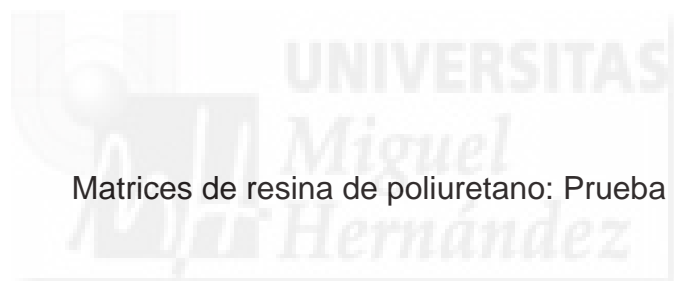 UNIVERSITAS
Miguel
Matrices de resina de poliuretano: Prueba
Hernández